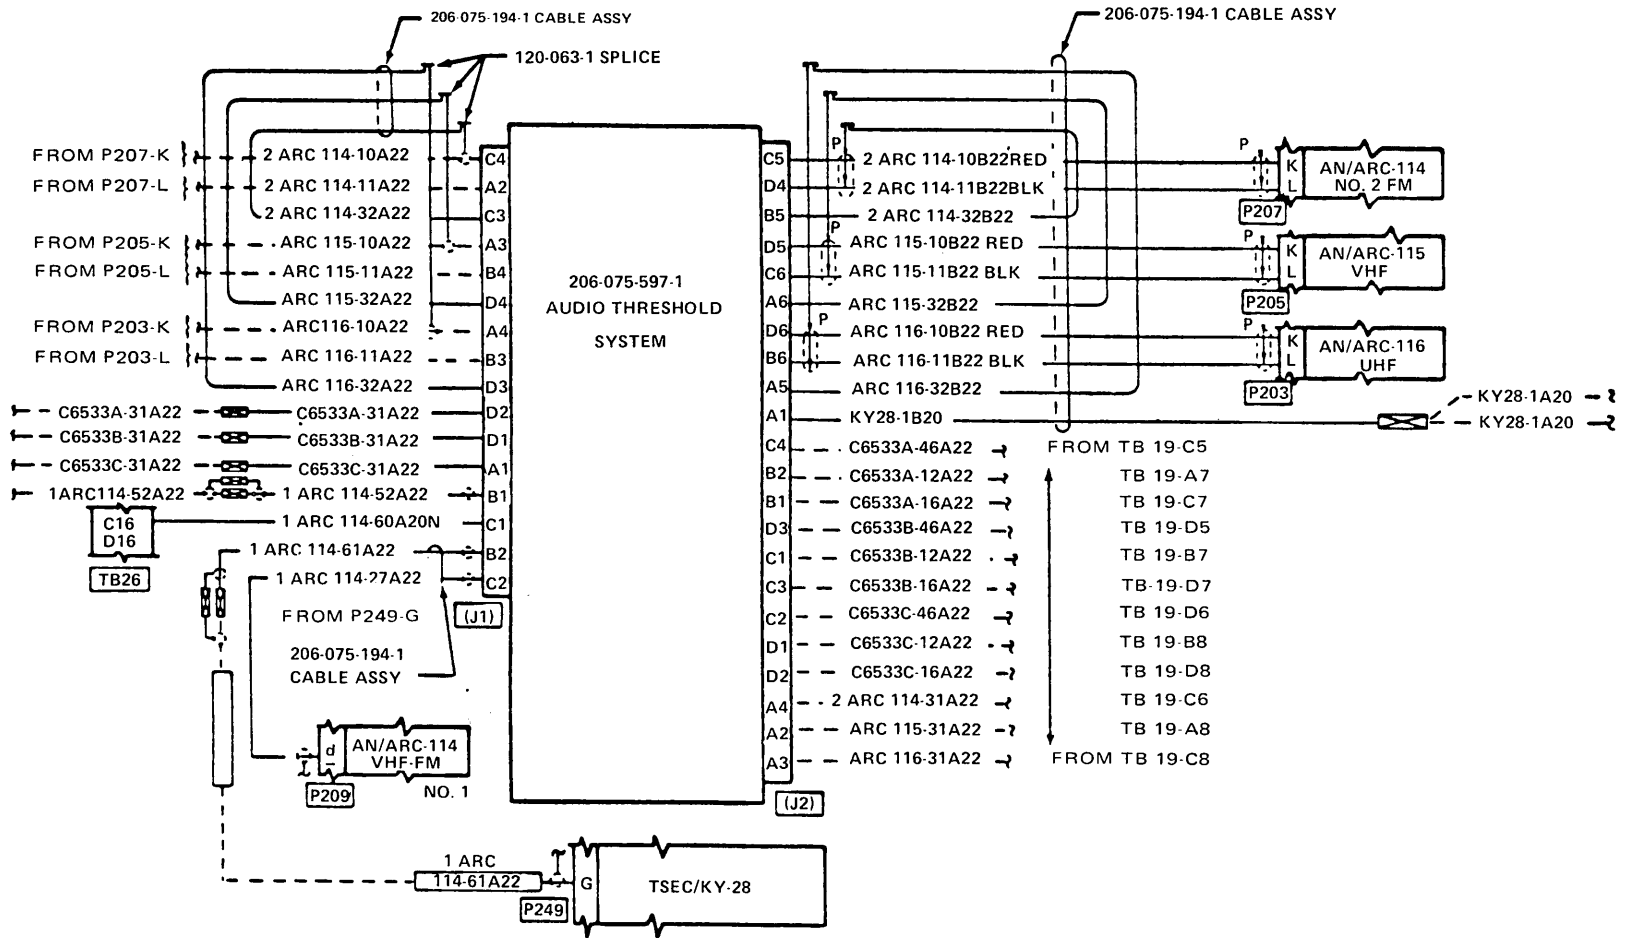 206-075-194-1 CABLE ASSY
120-063-1 SPLICE
206-075-194-1 CABLE ASSY
FROM P207-K
2 ARC 114-10A22
C4
FROM P207-L
2 ARC 114-11A22
A2
2 ARC 114-32A22
C3
FROM P205-K
ARC 115-10A22
A3
FROM P205-L
ARC 115-11A22
B4
ARC 115-32A22
D4
FROM P203-K
ARC116-10A22
A4
FROM P203-L
ARC 116-11A22
B3
ARC 116-32A22
D3
C6533A-31A22
C6533A-31A22
D2
C6533B-31A22
C6533B-31A22
D1
C6533C-31A22
C6533C-31A22
A1
1ARC114-52A22
1 ARC 114-52A22
B1
C16
D16
TB26
1 ARC 114-60A20N
C1
1 ARC 114-61A22
B2
1 ARC 114-27A22
C2
FROM P249-G
(J1)
206-075-194-1
CABLE ASSY
206-075-597-1
AUDIO THRESHOLD
SYSTEM
C5
P
2 ARC 114-10B22RED
P
K
D4
2 ARC 114-11B22BLK
L
AN/ARC-114
NO. 2 FM
P207
B5
2 ARC 114-32B22
D5
P
ARC 115-10B22 RED
P
K
C6
ARC 115-11B22 BLK
L
AN/ARC-115
VHF
P205
A6
ARC 115-32B22
D6
P
ARC 116-10B22 RED
P
K
B6
ARC 116-11B22 BLK
L
AN/ARC-116
UHF
P203
A5
ARC 116-32B22
A1
KY28-1B20
KY28-1A20
KY28-1A20
C4
C6533A-46A22
FROM TB 19-C5
B2
C6533A-12A22
TB 19-A7
B1
C6533A-16A22
TB 19-C7
D3
C6533B-46A22
TB 19-D5
C1
C6533B-12A22
TB 19-B7
C3
C6533B-16A22
TB-19-D7
C2
C6533C-46A22
TB 19-D6
D1
C6533C-12A22
TB 19-B8
D2
C6533C-16A22
TB 19-D8
A4
2 ARC 114-31A22
TB 19-C6
A2
ARC 115-31A22
TB 19-A8
A3
ARC 116-31A22
FROM TB 19-C8
(J2)
d
AN/ARC-114
VHF-FM
P209
NO. 1
1 ARC
114-61A22
P249
G
TSEC/KY-28